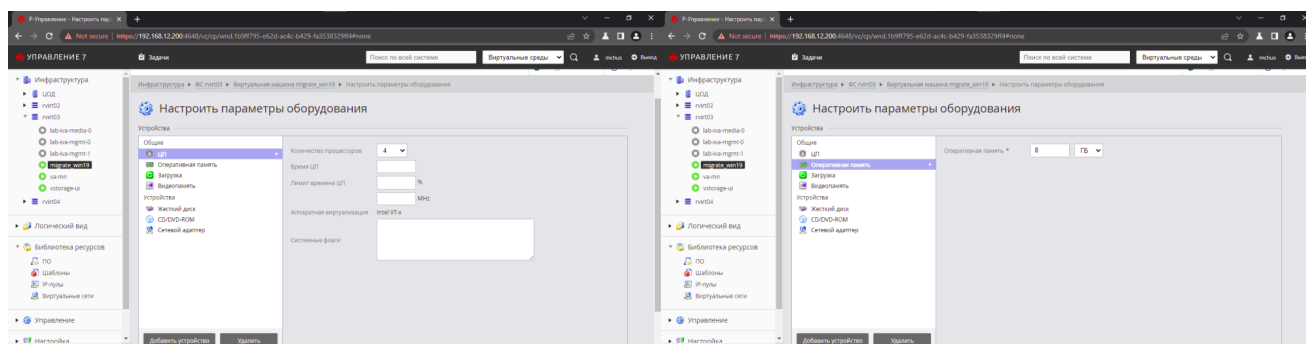 Р-Управление - Настроить пар
Not secure | https://192.168.12.200:4648/vz/cp/wnd,1b9ff795-e62d-ac4c-b429-fa3538329ff4#none
УПРАВЛЕНИЕ 7
Задачи
Поиск по всей системе
Виртуальные среды
mchus
Выход
Инфраструктура
ЦОД
rvirt02
rvirt03
lab-iva-media-0
lab-iva-mgmt-0
lab-iva-mgmt-1
migrate_win19
va-mn
vstorage-ui
rvirt04
Логический вид
Библиотека ресурсов
ПО
Шаблоны
IP-пулы
Виртуальные сети
Управление
Настройка
Инфраструктура ▸ ФС rvirt03 ▸ Виртуальная машина migrate_win19 ▸ Настроить параметры оборудования
Настроить параметры оборудования
Устройства
Общие
ЦП
Оперативная память
Загрузка
Видеопамять
Устройства
Жесткий диск
CD/DVD-ROM
Сетевой адаптер
Количество процессоров 4
Время ЦП
Лимит времени ЦП %
MHz
Аппаратная виртуализация Intel VT-x
Системные флаги
Добавить устройство Удалить
Р-Управление - Настроить пар
Not secure | https://192.168.12.200:4648/vz/cp/wnd,1b9ff795-e62d-ac4c-b429-fa3538329ff4#none
УПРАВЛЕНИЕ 7
Задачи
Поиск по всей системе
Виртуальные среды
mchus
Инфраструктура
ЦОД
rvirt02
rvirt03
lab-iva-media-0
lab-iva-mgmt-0
lab-iva-mgmt-1
migrate_win19
va-mn
vstorage-ui
rvirt04
Логический вид
Библиотека ресурсов
ПО
Шаблоны
IP-пулы
Виртуальные сети
Управление
Настройка
Инфраструктура ▸ ФС rvirt03 ▸ Виртуальная машина migrate_win19 ▸ Настроить параметры оборудования
Настроить параметры оборудования
Устройства
Общие
ЦП
Оперативная память
Загрузка
Видеопамять
Устройства
Жесткий диск
CD/DVD-ROM
Сетевой адаптер
Оперативная память * 8 ГБ
Добавить устройство Удалить